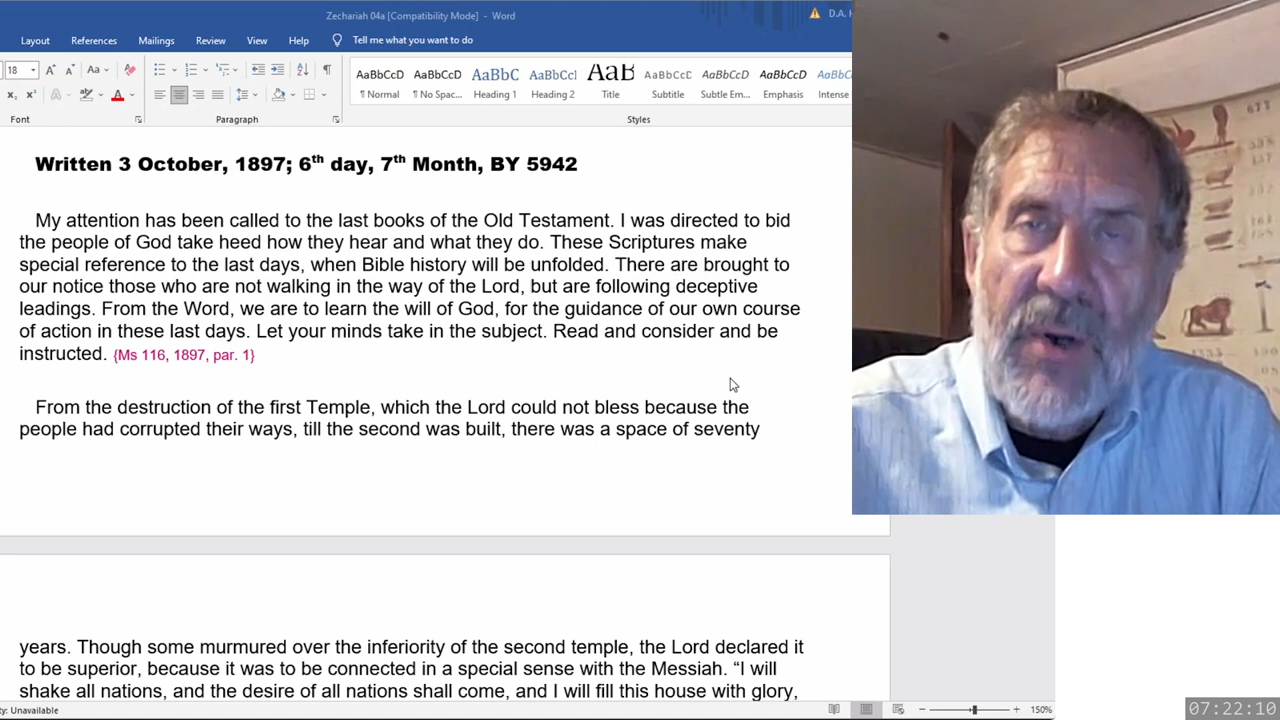 Zechariah 04a [Compatibility Mode] - Word
D.A. H
Layout References Mailings Review View Help Tell me what you want to do
18 Aa
AaBbCcD AaBbCcD AaBbC AaBbCcI AaB AaBbCcD AaBbCcD AaBbCcD AaBbC
¶ Normal ¶ No Spac... Heading 1 Heading 2 Title Subtitle Subtle Em... Emphasis Intense
Font Paragraph Styles
Written 3 October, 1897; 6th day, 7th Month, BY 5942
My attention has been called to the last books of the Old Testament. I was directed to bid
the people of God take heed how they hear and what they do. These Scriptures make
special reference to the last days, when Bible history will be unfolded. There are brought to
our notice those who are not walking in the way of the Lord, but are following deceptive
leadings. From the Word, we are to learn the will of God, for the guidance of our own course
of action in these last days. Let your minds take in the subject. Read and consider and be
instructed. {Ms 116, 1897, par. 1}
From the destruction of the first Temple, which the Lord could not bless because the
people had corrupted their ways, till the second was built, there was a space of seventy
years. Though some murmured over the inferiority of the second temple, the Lord declared it
to be superior, because it was to be connected in a special sense with the Messiah. “I will
shake all nations, and the desire of all nations shall come, and I will fill this house with glory,
ty: Unavailable
150%
07:22:10